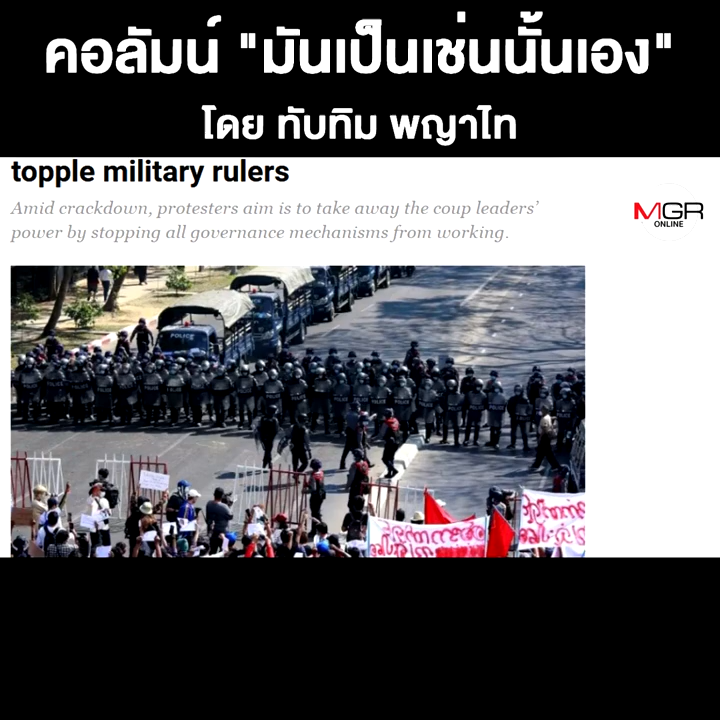 คอลัมน์ "มันเป็นเช่นนั้นเอง"
โดย ทับทิม พญาไท
topple military rulers
Amid crackdown, protesters aim is to take away the coup leaders'
power by stopping all governance mechanisms from working.
MGR
ONLINE
POLICE